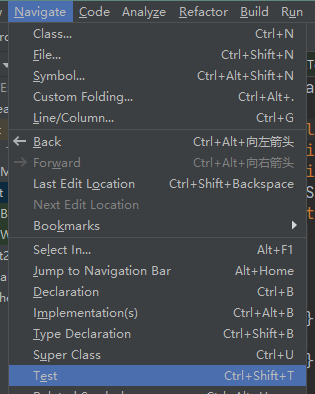 Navigate Code Analyze Refactor Build Run
Class... Ctrl+N
File... Ctrl+Shift+N
Symbol... Ctrl+Alt+Shift+N
Custom Folding... Ctrl+Alt+.
Line/Column... Ctrl+G
Back Ctrl+Alt+向左箭头
Forward Ctrl+Alt+向右箭头
Last Edit Location Ctrl+Shift+Backspace
Next Edit Location
Bookmarks
Select In... Alt+F1
Jump to Navigation Bar Alt+Home
Declaration Ctrl+B
Implementation(s) Ctrl+Alt+B
Type Declaration Ctrl+Shift+B
Super Class Ctrl+U
Test Ctrl+Shift+T